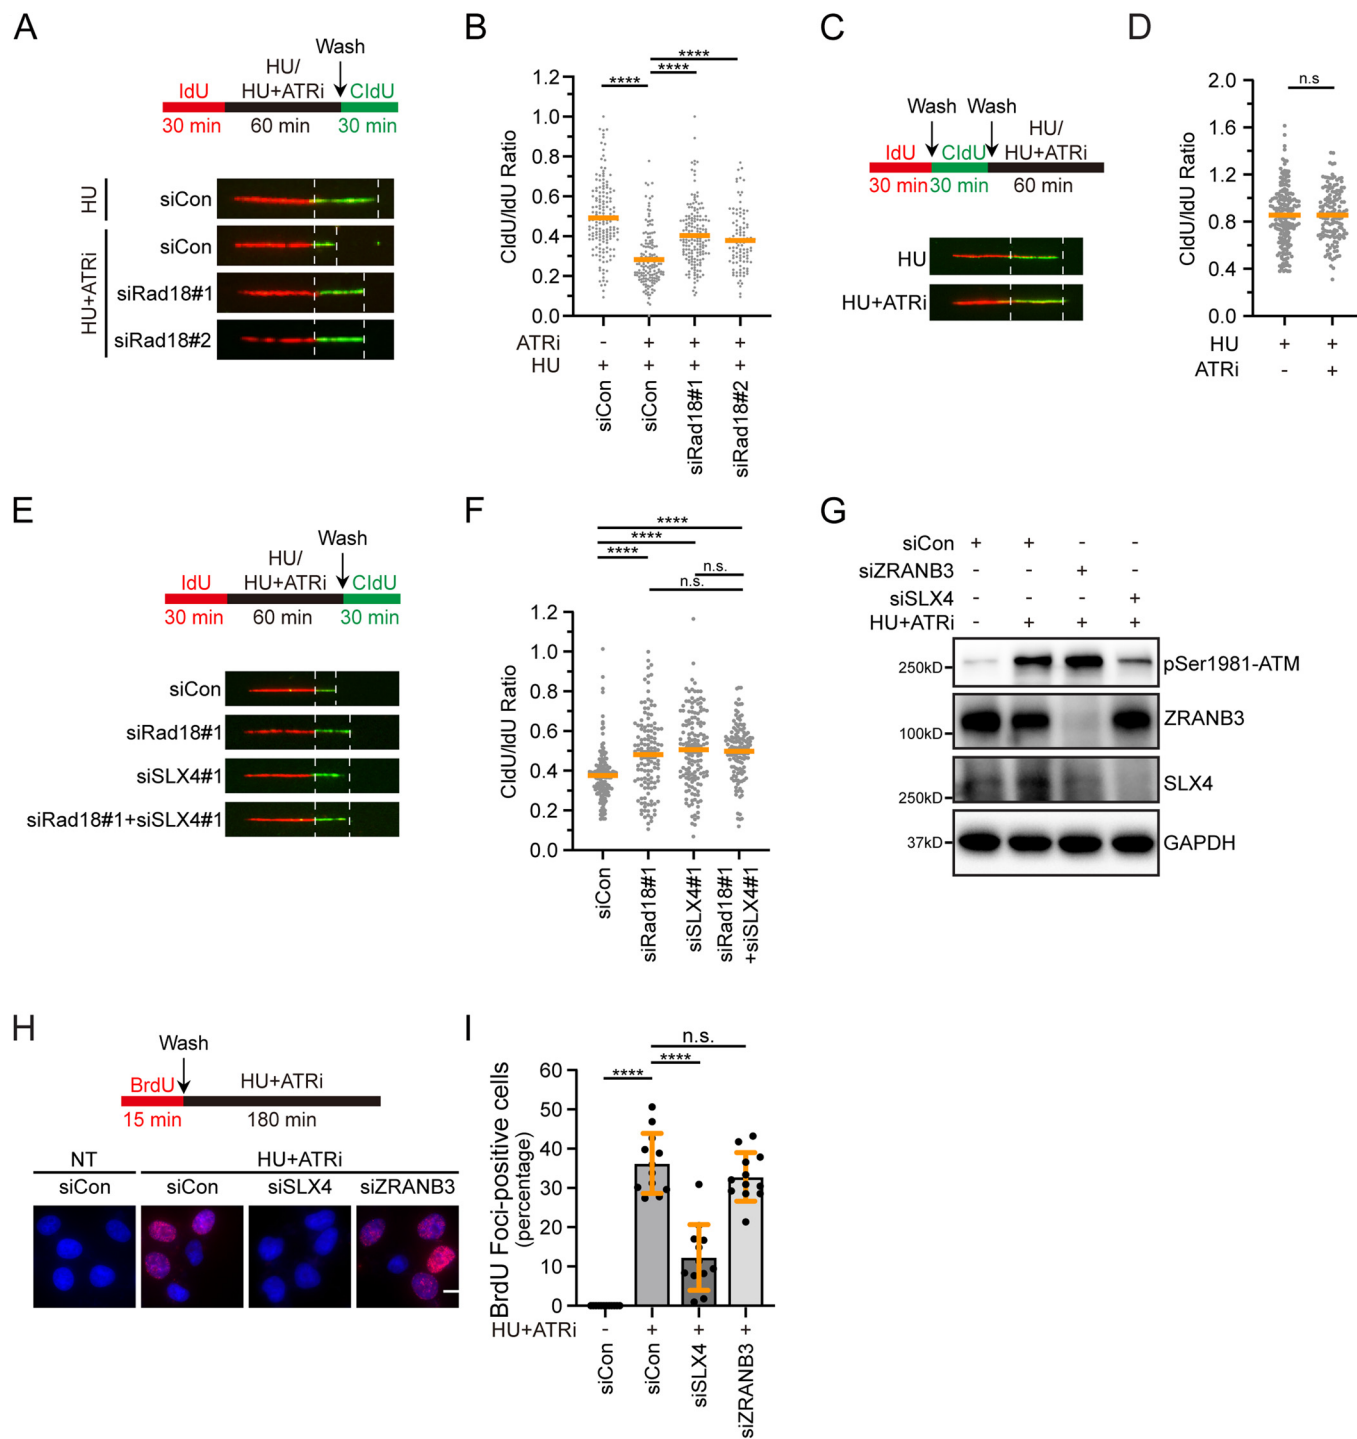 A
Wash
HU/
IdU HU+ATRi CldU
30 min 60 min 30 min
HU
siCon
HU+ATRi
siCon
siRad18#1
siRad18#2
B
****
**** ****
CldU/IdU Ratio
1.2
1.0
0.8
0.6
0.4
0.2
0.0
ATRi - + + +
HU + + + +
siCon
siCon
siRad18#1
siRad18#2
C
Wash Wash
HU/
IdU CldU HU+ATRi
30 min 30 min 60 min
HU
HU+ATRi
D
n.s
CldU/IdU Ratio
2.0
1.6
1.2
0.8
0.4
0.0
HU + +
ATRi - +
E
Wash
HU/
IdU HU+ATRi CldU
30 min 60 min 30 min
siCon
siRad18#1
siSLX4#1
siRad18#1+siSLX4#1
F
****
****
****
n.s.
n.s.
CldU/IdU Ratio
1.2
1.0
0.8
0.6
0.4
0.2
0.0
siCon
siRad18#1
siSLX4#1
siRad18#1
+siSLX4#1
G
siCon + + - -
siZRANB3 - - + -
siSLX4 - - - +
HU+ATRi - + + +
250kD pSer1981-ATM
100kD ZRANB3
250kD SLX4
37kD GAPDH
H
Wash
BrdU HU+ATRi
15 min 180 min
NT HU+ATRi
siCon siCon siSLX4 siZRANB3
I
n.s.
**** ****
BrdU Foci-positive cells
(percentage)
60
50
40
30
20
10
0
HU+ATRi - + + +
siCon
siCon
siSLX4
siZRANB3